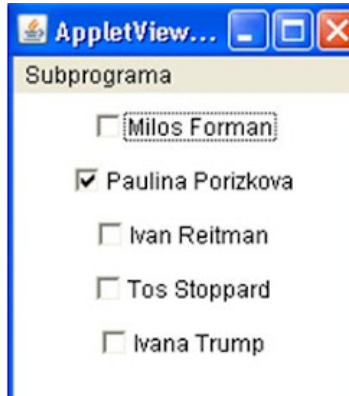 AppletView...
Subprograma
Milos Forman
Paulina Porizkova
Ivan Reitman
Tos Stoppard
Ivana Trump